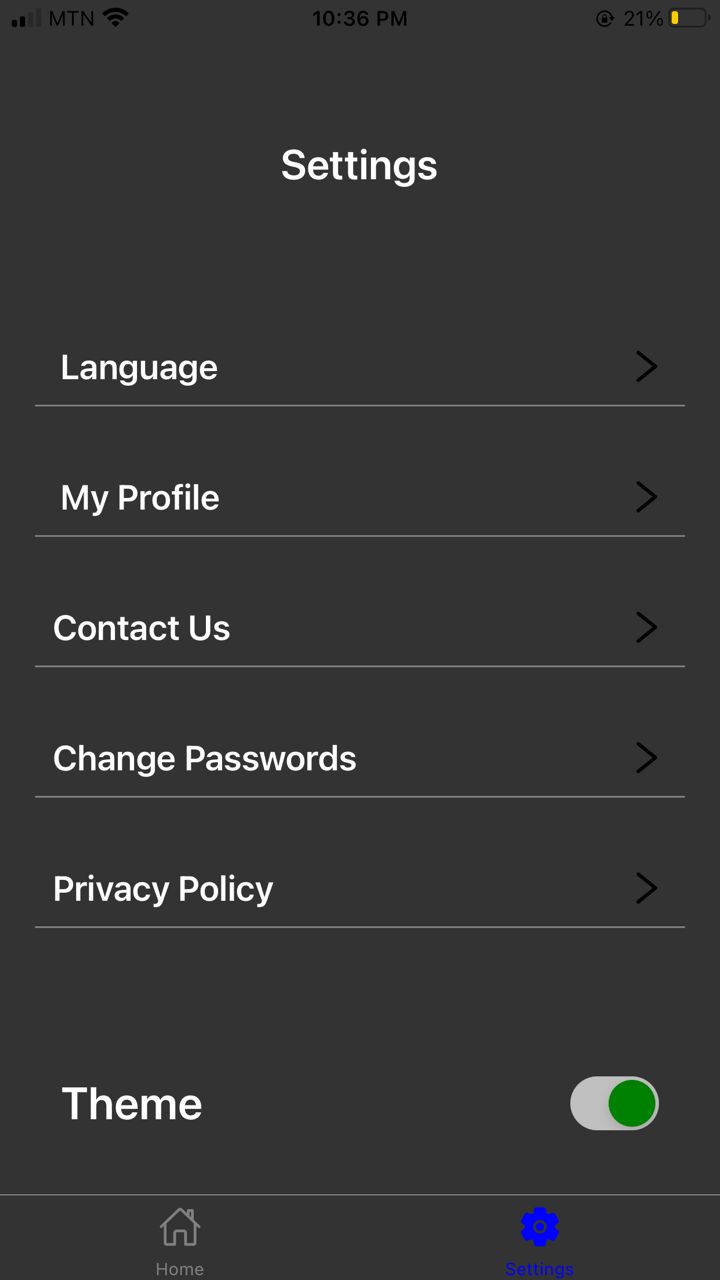 MTN 10:36 PM 21%
Settings
Language
My Profile
Contact Us
Change Passwords
Privacy Policy
Theme
Home Settings